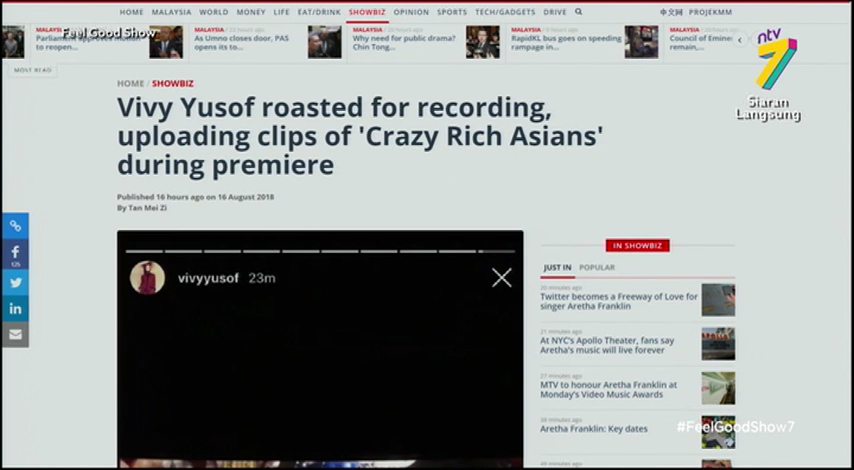 HOME MALAYSIA WORLD MONEY LIFE EAT/DRINK SHOWBIZ OPINION SPORTS TECH/GADGETS DRIVE
中文网 PROJEKMM
Feel Good Show
MALAYSIA
to reopen...
MALAYSIA
As Umno closes door, PAS
opens its to...
MALAYSIA
Why need for public drama?
Chin Tong...
MALAYSIA
RapidKL bus goes on speeding
rampage in...
MALAYSIA
remain,...
ntv
7
Siaran
Langsung
MOST READ
HOME / SHOWBIZ
Vivy Yusof roasted for recording,
uploading clips of 'Crazy Rich Asians'
during premiere
Published 16 hours ago on 16 August 2018
By Tan Mei Zi
vivyyusof 23m
IN SHOWBIZ
JUST IN POPULAR
20 minutes ago
Twitter becomes a Freeway of Love for
singer Aretha Franklin
21 minutes ago
At NYC's Apollo Theater, fans say
Aretha's music will live forever
27 minutes ago
MTV to honour Aretha Franklin at
Monday's Video Music Awards
Aretha Franklin: Key dates
#FeelGoodShow7